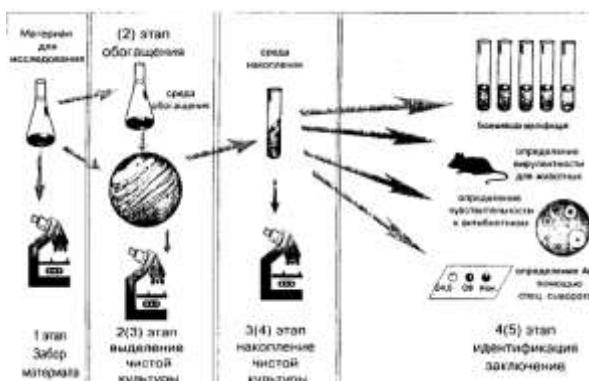 Материал
для
исследования
(2) этап
обогащения
среда
обогащения
среда
накопления
определение
вирулентности
для животных
определение
чувствительности
к антибиотикам
определение
помощью
спец. сыворот
1 этап
Забор
материала
2(3) этап
выделение
чистой
культуры
3(4) этап
накопление
чистой
культуры
4(5) этап
идентификация
заключение